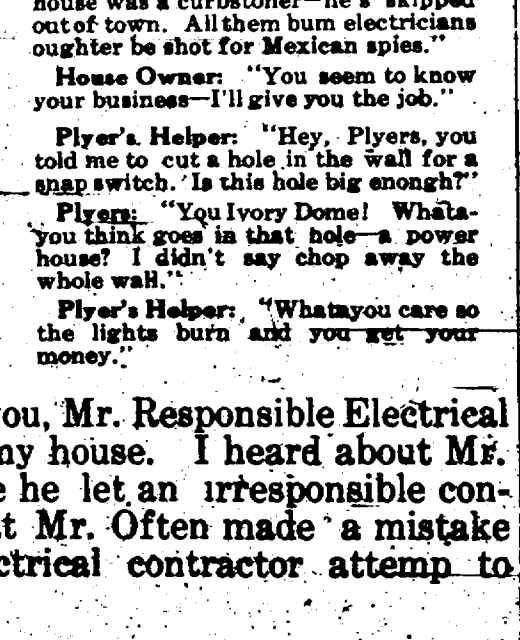 house was a curbstoner—he's skipped
out of town. All them bum electricians
oughter be shot for Mexican spies."
House Owner: "You seem to know
your business—I'll give you the job."
Plyer's Helper: "Hey, Plyers, you
told me to cut a hole in the wall for a
snap switch. Is this hole big enongh?"
Plyers: "You Ivory Dome! Whata-
you think goes in that hole—a power
house? I didn't say chop away the
whole wall."
Plyer's Helper: "Whatayou care so
the lights burn and you get your
money."
you, Mr. Responsible Electrical
my house. I heard about Mr.
e he let an irresponsible con-
t Mr. Often made a mistake
ctrical contractor attemp to